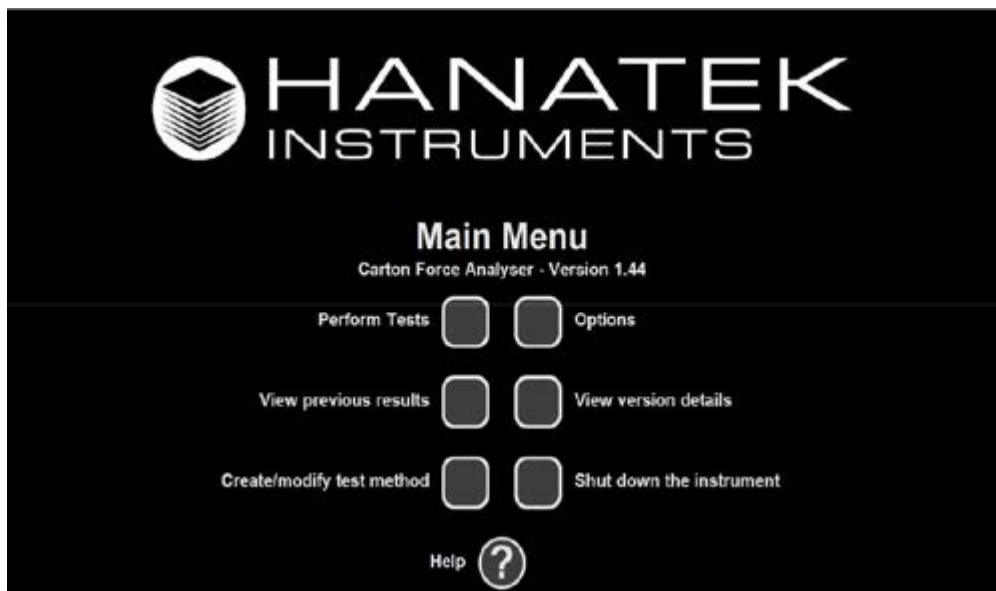 HANATEK
INSTRUMENTS
Main Menu
Carton Force Analyser - Version 1.44
Perform Tests
Options
View previous results
View version details
Create/modify test method
Shut down the instrument
Help ?